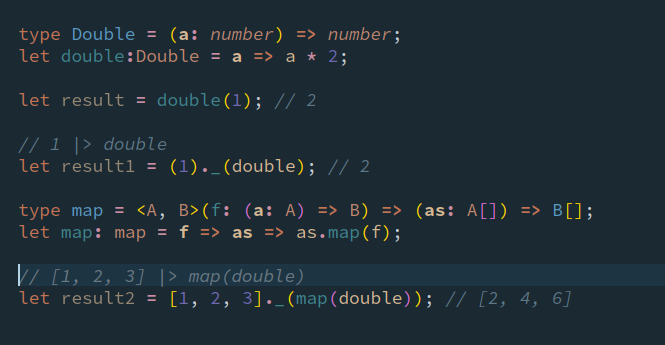 type Double = (a: number) => number;
let double:Double = a => a * 2;
let result = double(1); // 2
// 1 |> double
let result1 = (1)._(double); // 2
type map = <A, B>(f: (a: A) => B) => (as: A[]) => B[];
let map: map = f => as => as.map(f);
// [1, 2, 3] |> map(double)
let result2 = [1, 2, 3]._(map(double)); // [2, 4, 6]